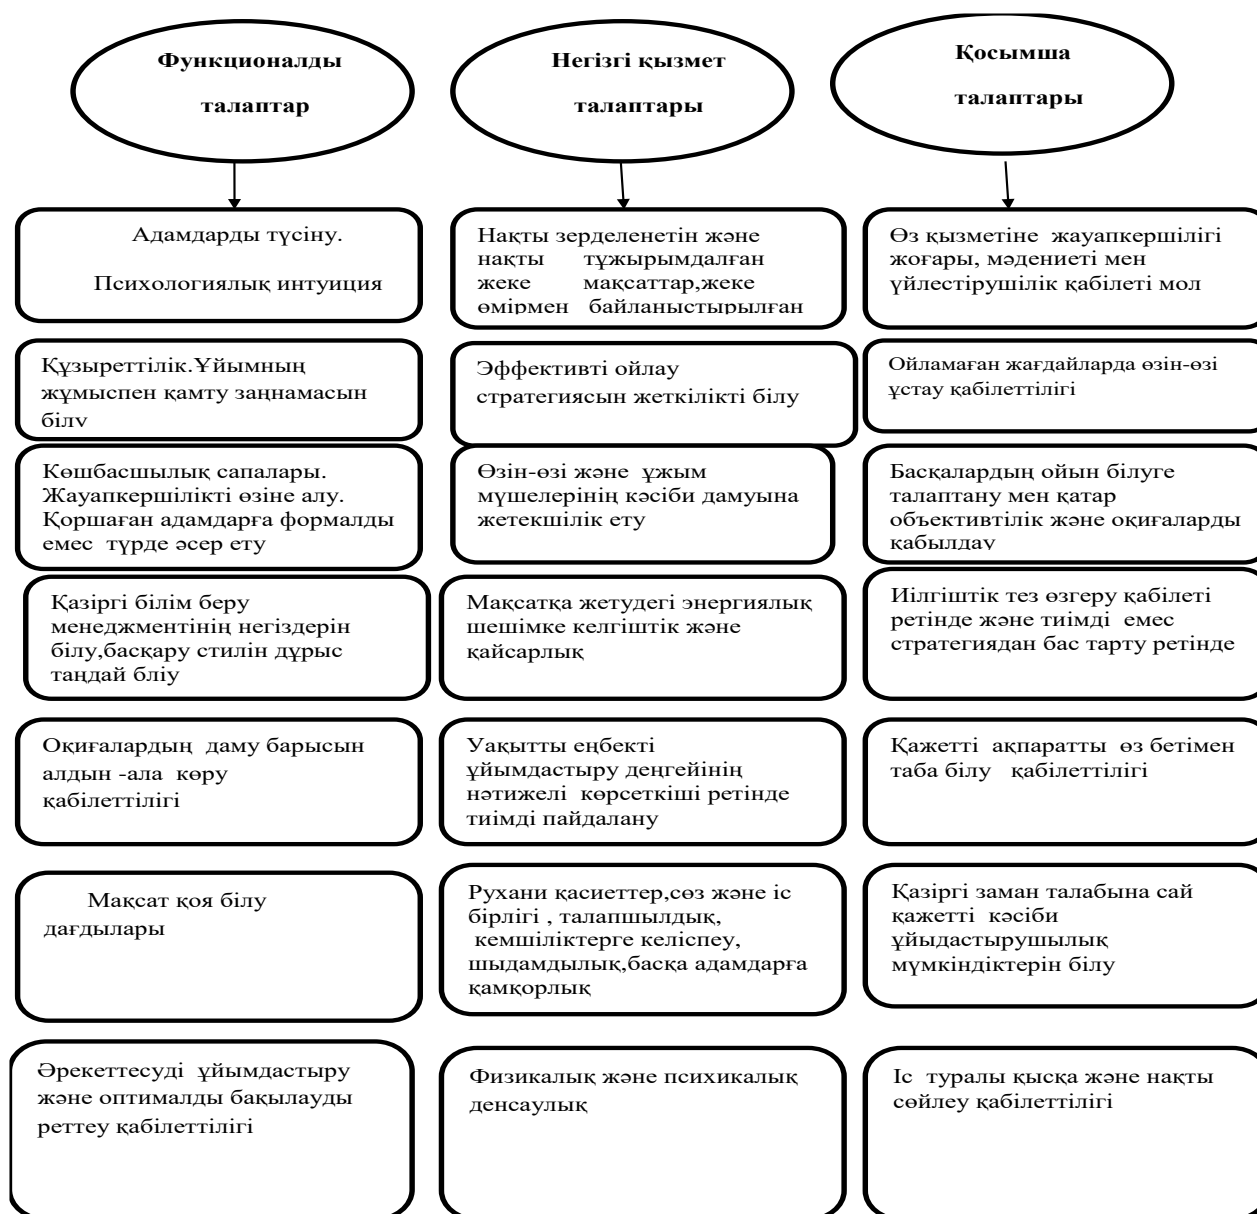 Функционалды
талаптар
Негізгі қызмет
талаптары
Қосымша
талаптары
Адамдарды түсіну.
Психологиялық интуиция
Нақты зерделенетін және
нақты тұжырымдалған
жеке мақсаттар,жеке
өмірмен байланыстырылған
Өз қызметіне жауапкершілігі
жоғары, мәдениеті мен
үйлестірушілік қабілеті мол
Құзыреттілік.Ұйымның
жұмыспен қамту заңнамасын
білу
Эффективті ойлау
стратегиясын жеткілікті білу
Ойламаған жағдайларда өзін-өзі
ұстау қабілеттілігі
Көшбасшылық сапалары.
Жауапкершілікті өзіне алу.
Қоршаған адамдарға формалды
емес түрде әсер ету
Өзін-өзі және ұжым
мүшелерінің кәсіби дамуына
жетекшілік ету
Басқалардың ойын білуге
талаптану мен қатар
объективтілік және оқиғаларды
қабылдау
Қазіргі білім беру
менеджментінің негіздерін
білу,басқару стилін дұрыс
таңдай бліу
Мақсатқа жетудегі энергиялық
шешімке келгіштік және
қайсарлық
Иілгіштік тез өзгеру қабілеті
ретінде және тиімді емес
стратегиядан бас тарту ретінде
Оқиғалардың даму барысын
алдын -ала көру
қабілеттілігі
Уақытты еңбекті
ұйымдастыру деңгейінің
нәтижелі көрсеткіші ретінде
тиімді пайдалану
Қажетті ақпаратты өз бетімен
таба білу қабілеттілігі
Мақсат қоя білу
дағдылары
Рухани қасиеттер,сөз және іс
бірлігі , талапшылдық,
кемшіліктерге келіспеу,
шыдамдылық,басқа адамдарға
қамқорлық
Қазіргі заман талабына сай
қажетті кәсіби
ұйыдастырушылық
мүмкіндіктерін білу
Әрекеттесуді ұйымдастыру
және оптималды бақылауды
реттеу қабілеттілігі
Физикалық және психикалық
денсаулық
Іс туралы қысқа және нақты
сөйлеу қабілеттілігі